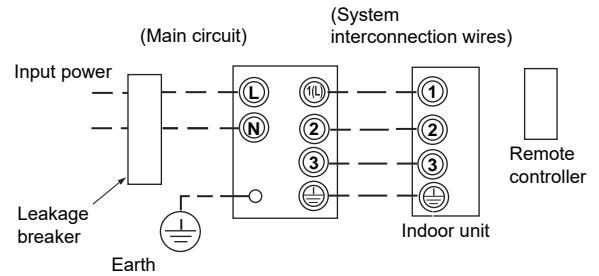 (System
interconnection wires)
(Main circuit)
Input power
L
1(L)
1
N
2
2
3
3
Remote
controller
Leakage
breaker
Indoor unit
Earth